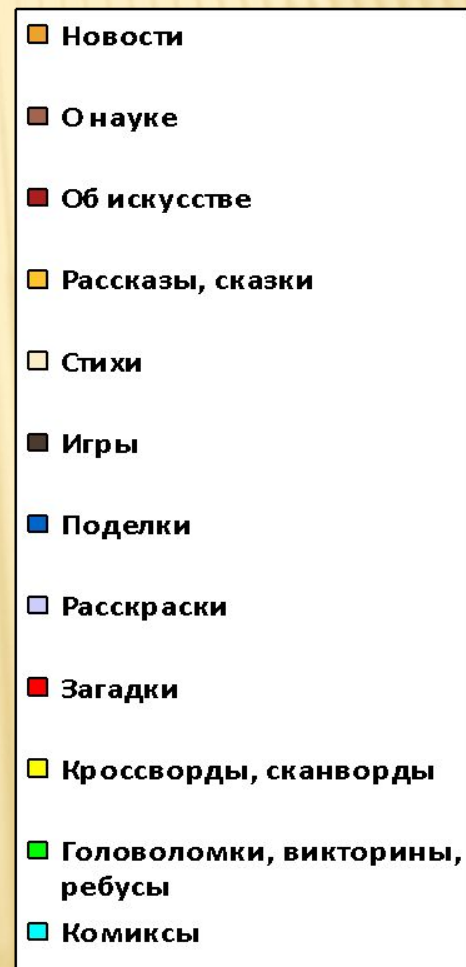 Новости
О науке
Об искусстве
Рассказы, сказки
Стихи
Игры
Поделки
Расскраски
Загадки
Кроссворды, сканворды
Головоломки, викторины,
ребусы
Комиксы